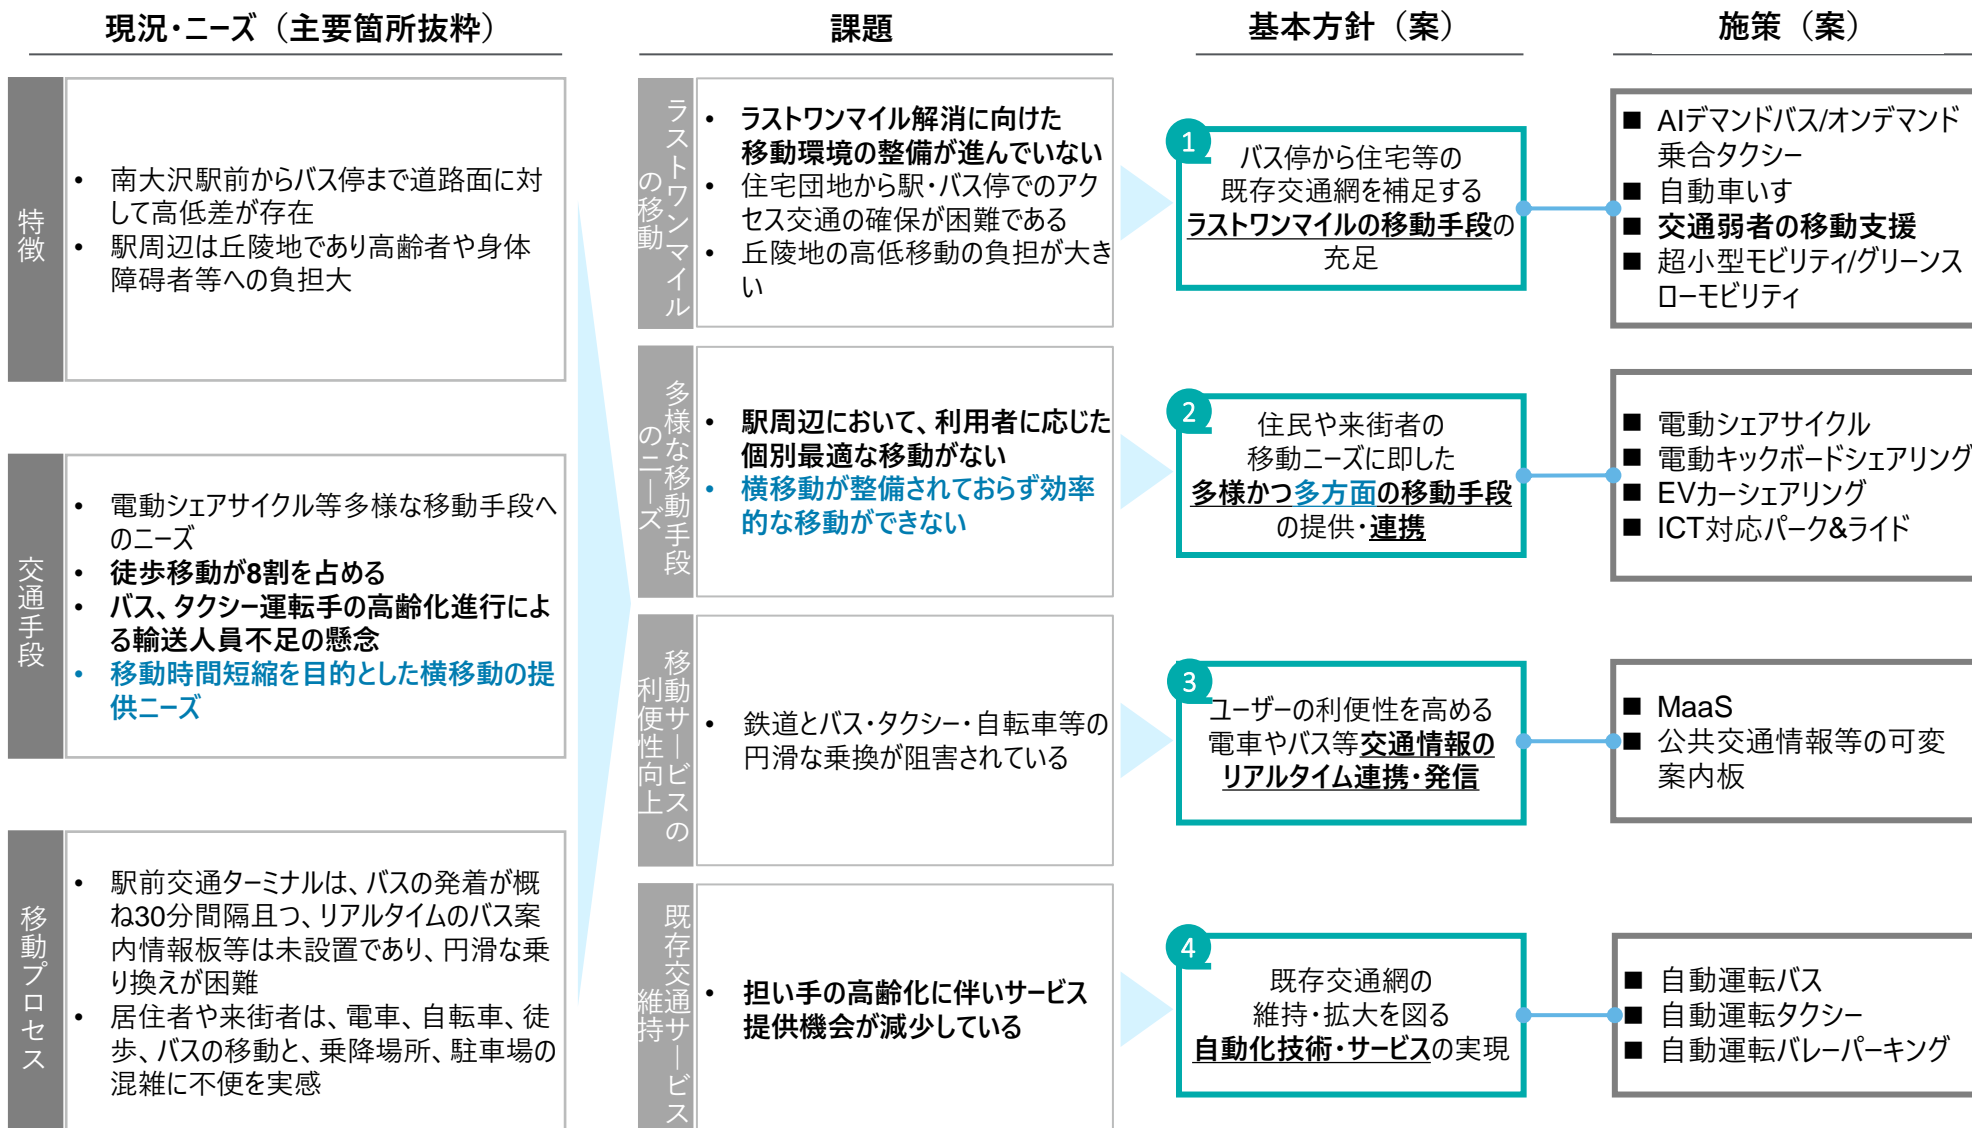 現況・ニーズ（主要箇所抜粋）
課題
基本方針（案）
施策（案）
特徴
• 南大沢駅前からバス停まで道路面に対
して高低差が存在
• 駅周辺は丘陵地であり高齢者や身体
障碍者等への負担大
交通手段
• 電動シェアサイクル等多様な移動手段へ
のニーズ
• 徒歩移動が8割を占める
• バス、タクシー運転手の高齢化進行によ
る輸送人員不足の懸念
• 移動時間短縮を目的とした横移動の提
供ニーズ
移動プロセス
• 駅前交通ターミナルは、バスの発着が概
ね30分間隔且つ、リアルタイムのバス案
内情報板等は未設置であり、円滑な乗
り換えが困難
• 居住者や来街者は、電車、自転車、徒
歩、バスの移動と、乗降場所、駐車場の
混雑に不便を実感
ラストワンマイル
の移動
• ラストワンマイル解消に向けた
移動環境の整備が進んでいない
• 住宅団地から駅・バス停でのアク
セス交通の確保が困難である
• 丘陵地の高低移動の負担が大き
い
多様な移動手段
のニーズ
• 駅周辺において、利用者に応じた
個別最適な移動がない
• 横移動が整備されておらず効率
的な移動ができない
移動サービスの
利便性向上
• 鉄道とバス・タクシー・自転車等の
円滑な乗換が阻害されている
既存交通サービス
維持
• 担い手の高齢化に伴いサービス
提供機会が減少している
1
バス停から住宅等の
既存交通網を補足する
ラストワンマイルの移動手段の
充足
2
住民や来街者の
移動ニーズに即した
多様かつ多方面の移動手段
の提供・連携
3
ユーザーの利便性を高める
電車やバス等交通情報の
リアルタイム連携・発信
4
既存交通網の
維持・拡大を図る
自動化技術・サービスの実現
■ AIデマンドバス/オンデマンド
乗合タクシー
■ 自動車いす
■ 交通弱者の移動支援
■ 超小型モビリティ/グリーンス
ローモビリティ
■ 電動シェアサイクル
■ 電動キックボードシェアリング
■ EVカーシェアリング
■ ICT対応パーク&ライド
■ MaaS
■ 公共交通情報等の可変
案内板
■ 自動運転バス
■ 自動運転タクシー
■ 自動運転バレーパーキング